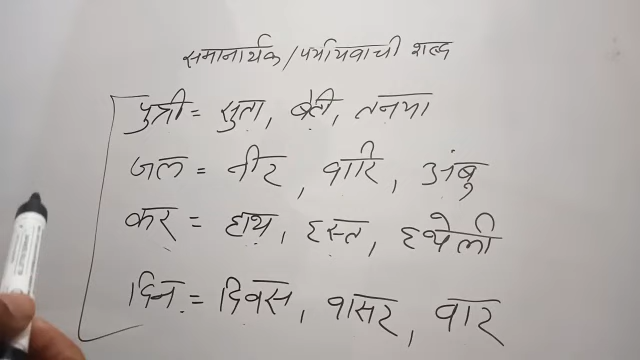 समानार्थक/पर्यायवाची शब्द
पुत्री = सुता, बेटी, तनया
जल = नीर, वारि, अंबु
कर = हाथ, हस्त, हथेली
दिन = दिवस, वासर, वार